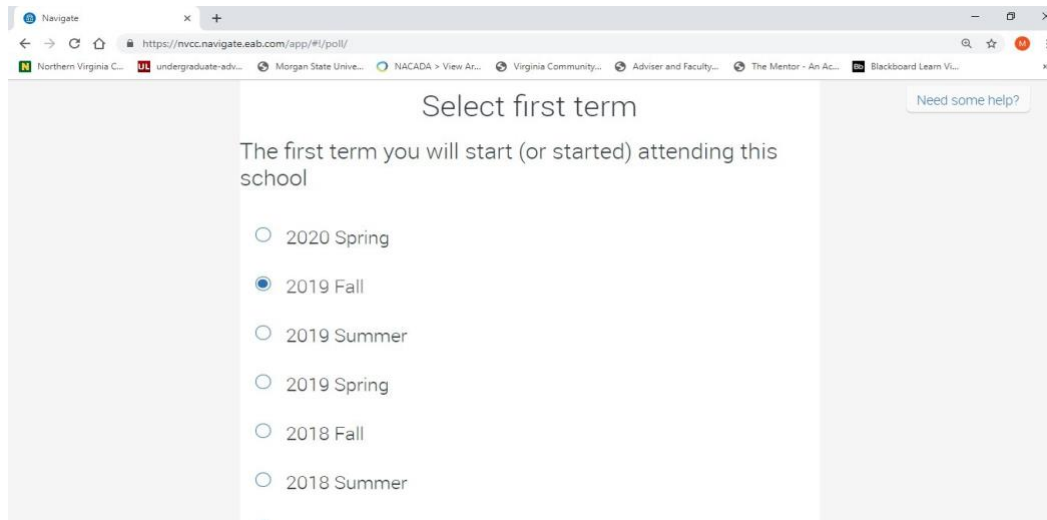 Navigate
https://nvcc.navigate.eab.com/app/#!/poll/
M
N Northern Virginia C... UL undergraduate-adv... Morgan State Unive... NACADA > View Ar... Virginia Community... Adviser and Faculty... The Mentor - An Ac... Bb Blackboard Learn Vi...
Select first term
Need some help?
The first term you will start (or started) attending this
school
2020 Spring
2019 Fall
2019 Summer
2019 Spring
2018 Fall
2018 Summer